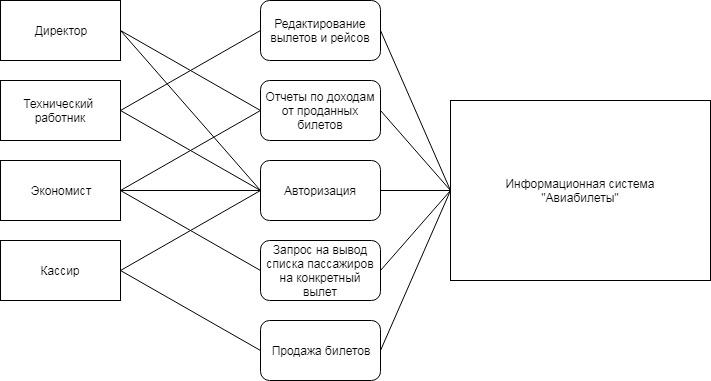 Директор
Технический
работник
Экономист
Кассир
Редактирование
вылетов и рейсов
Отчеты по доходам
от проданных
билетов
Авторизация
Запрос на вывод
списка пассажиров
на конкретный
вылет
Продажа билетов
Информационная система
"Авиабилеты"